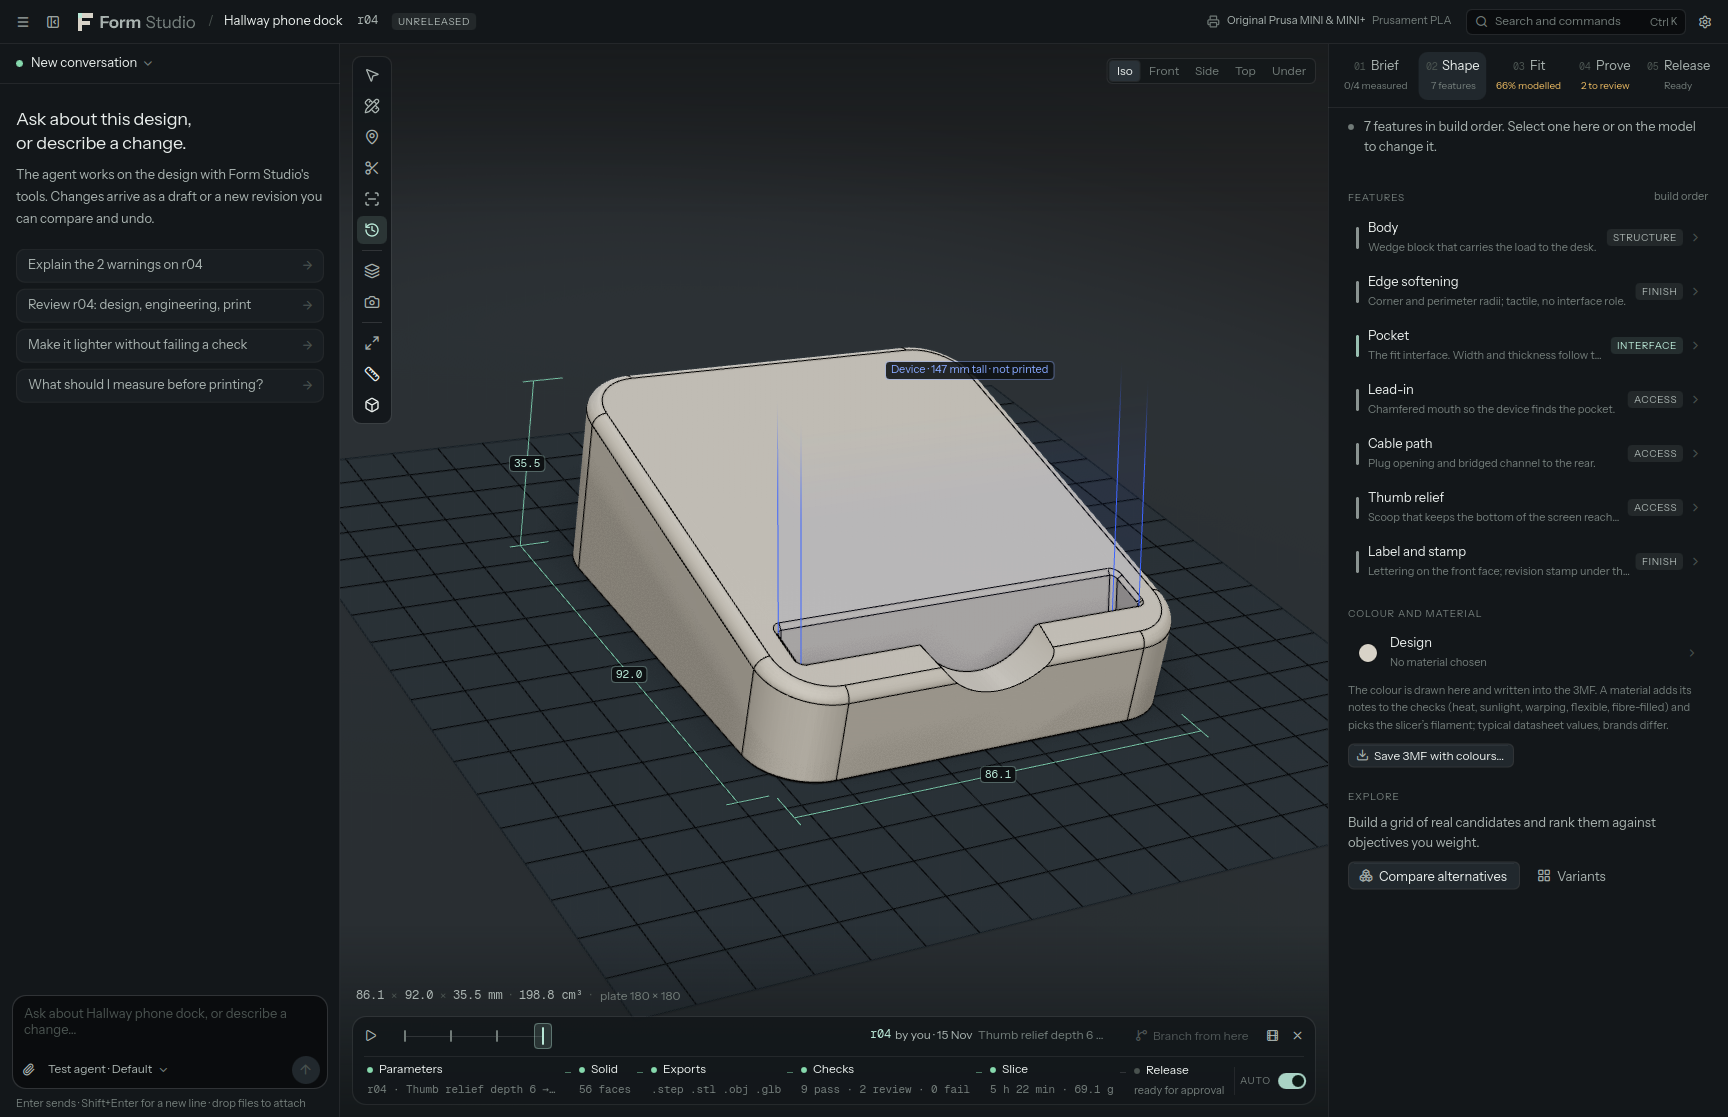 Form Studio / Hallway phone dock r04 UNRELEASED
Original Prusa MINI & MINI+ Prusament PLA
Search and commands Ctrl K
New conversation
Ask about this design,
or describe a change.
The agent works on the design with Form Studio's
tools. Changes arrive as a draft or a new revision you
can compare and undo.
Explain the 2 warnings on r04
Review r04: design, engineering, print
Make it lighter without failing a check
What should I measure before printing?
Ask about Hallway phone dock, or describe a
change...
Test agent · Default
Enter sends · Shift+Enter for a new line · drop files to attach
Iso Front Side Top Under
Device · 147 mm tall · not printed
35.5
92.0
86.1
86.1 × 92.0 × 35.5 mm · 198.8 cm³ · plate 180 × 180
r04 by you · 15 Nov Thumb relief depth 6 ...
Branch from here
Parameters
r04 · Thumb relief depth 6 →…
Solid
56 faces
Exports
.step .stl .obj .glb
Checks
9 pass · 2 review · 0 fail
Slice
5 h 22 min · 69.1 g
Release
ready for approval
AUTO
01 Brief
0/4 measured
02 Shape
7 features
03 Fit
66% modelled
04 Prove
2 to review
05 Release
Ready
7 features in build order. Select one here or on the model
to change it.
FEATURES build order
Body
Wedge block that carries the load to the desk.
STRUCTURE
Edge softening
Corner and perimeter radii; tactile, no interface role.
FINISH
Pocket
The fit interface. Width and thickness follow t...
INTERFACE
Lead-in
Chamfered mouth so the device finds the pocket.
ACCESS
Cable path
Plug opening and bridged channel to the rear.
ACCESS
Thumb relief
Scoop that keeps the bottom of the screen reach...
ACCESS
Label and stamp
Lettering on the front face; revision stamp under th...
FINISH
COLOUR AND MATERIAL
Design
No material chosen
The colour is drawn here and written into the 3MF. A material adds its
notes to the checks (heat, sunlight, warping, flexible, fibre-filled) and
picks the slicer's filament; typical datasheet values, brands differ.
Save 3MF with colours...
EXPLORE
Build a grid of real candidates and rank them against
objectives you weight.
Compare alternatives
Variants